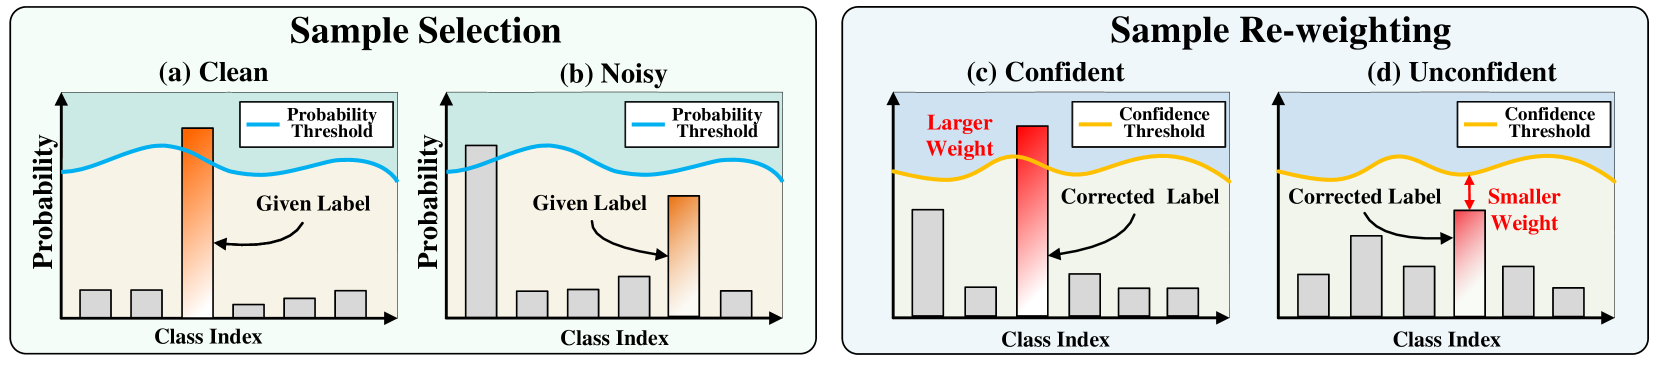 Sample Selection
(a) Clean
(b) Noisy
Probability
Threshold
Given Label
Probability
Class Index
Probability
Threshold
Given Label
Probability
Class Index
Sample Re-weighting
(c) Confident
(d) Unconfident
Larger
Weight
Confidence
Threshold
Corrected Label
Class Index
Confidence
Threshold
Corrected Label
Smaller
Weight
Class Index